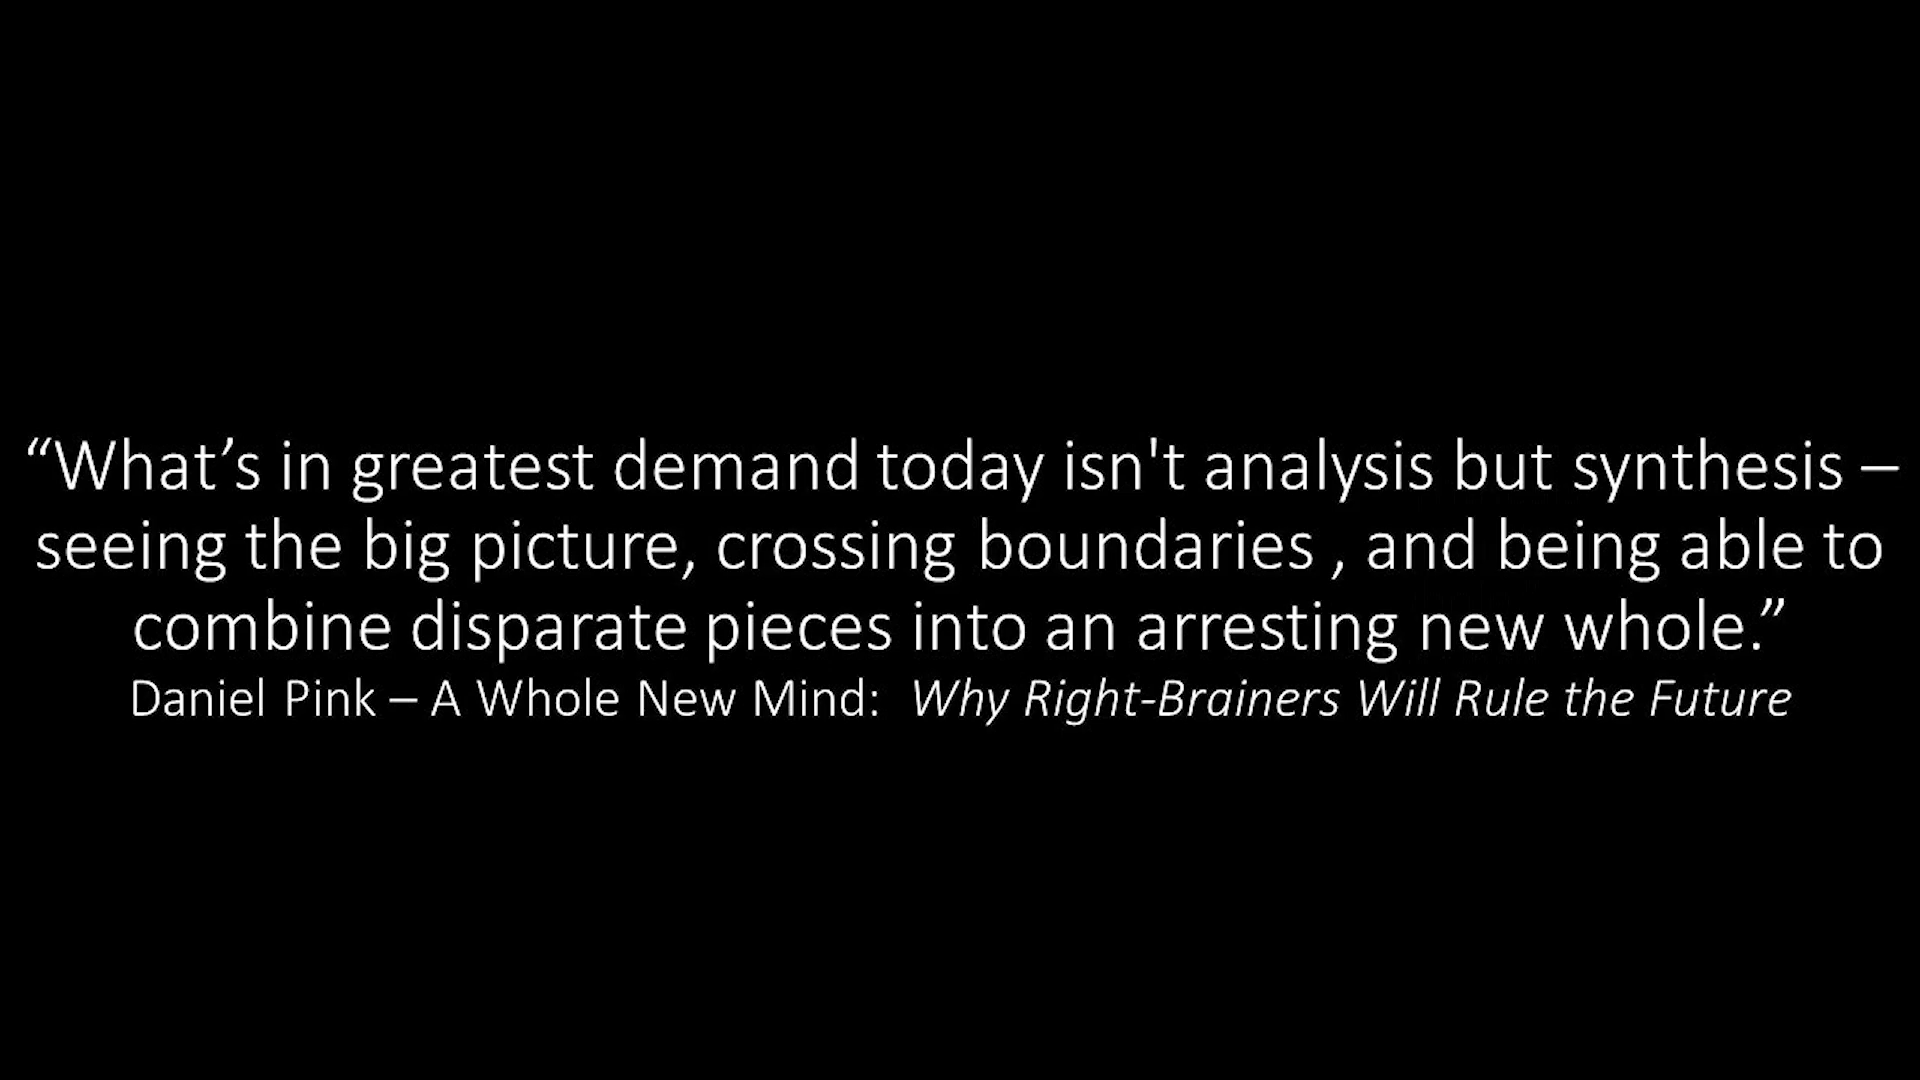 “What’s in greatest demand today isn't analysis but synthesis –
seeing the big picture, crossing boundaries , and being able to
combine disparate pieces into an arresting new whole.”
Daniel Pink – A Whole New Mind:  Why Right-Brainers Will Rule the Future